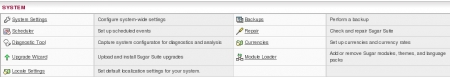 SYSTEM
System Settings Configure system-wide settings Backups Perform a backup
Scheduler Set up scheduled events Repair Check and repair Sugar Suite
Diagnostic Tool Capture system configuration for diagnostics and analysis Currencies Set up currencies and currency rates
Upgrade Wizard Upload and install Sugar Suite upgrades Module Loader Add or remove Sugar modules, themes, and language packs
Locale Settings Set default localization settings for your system